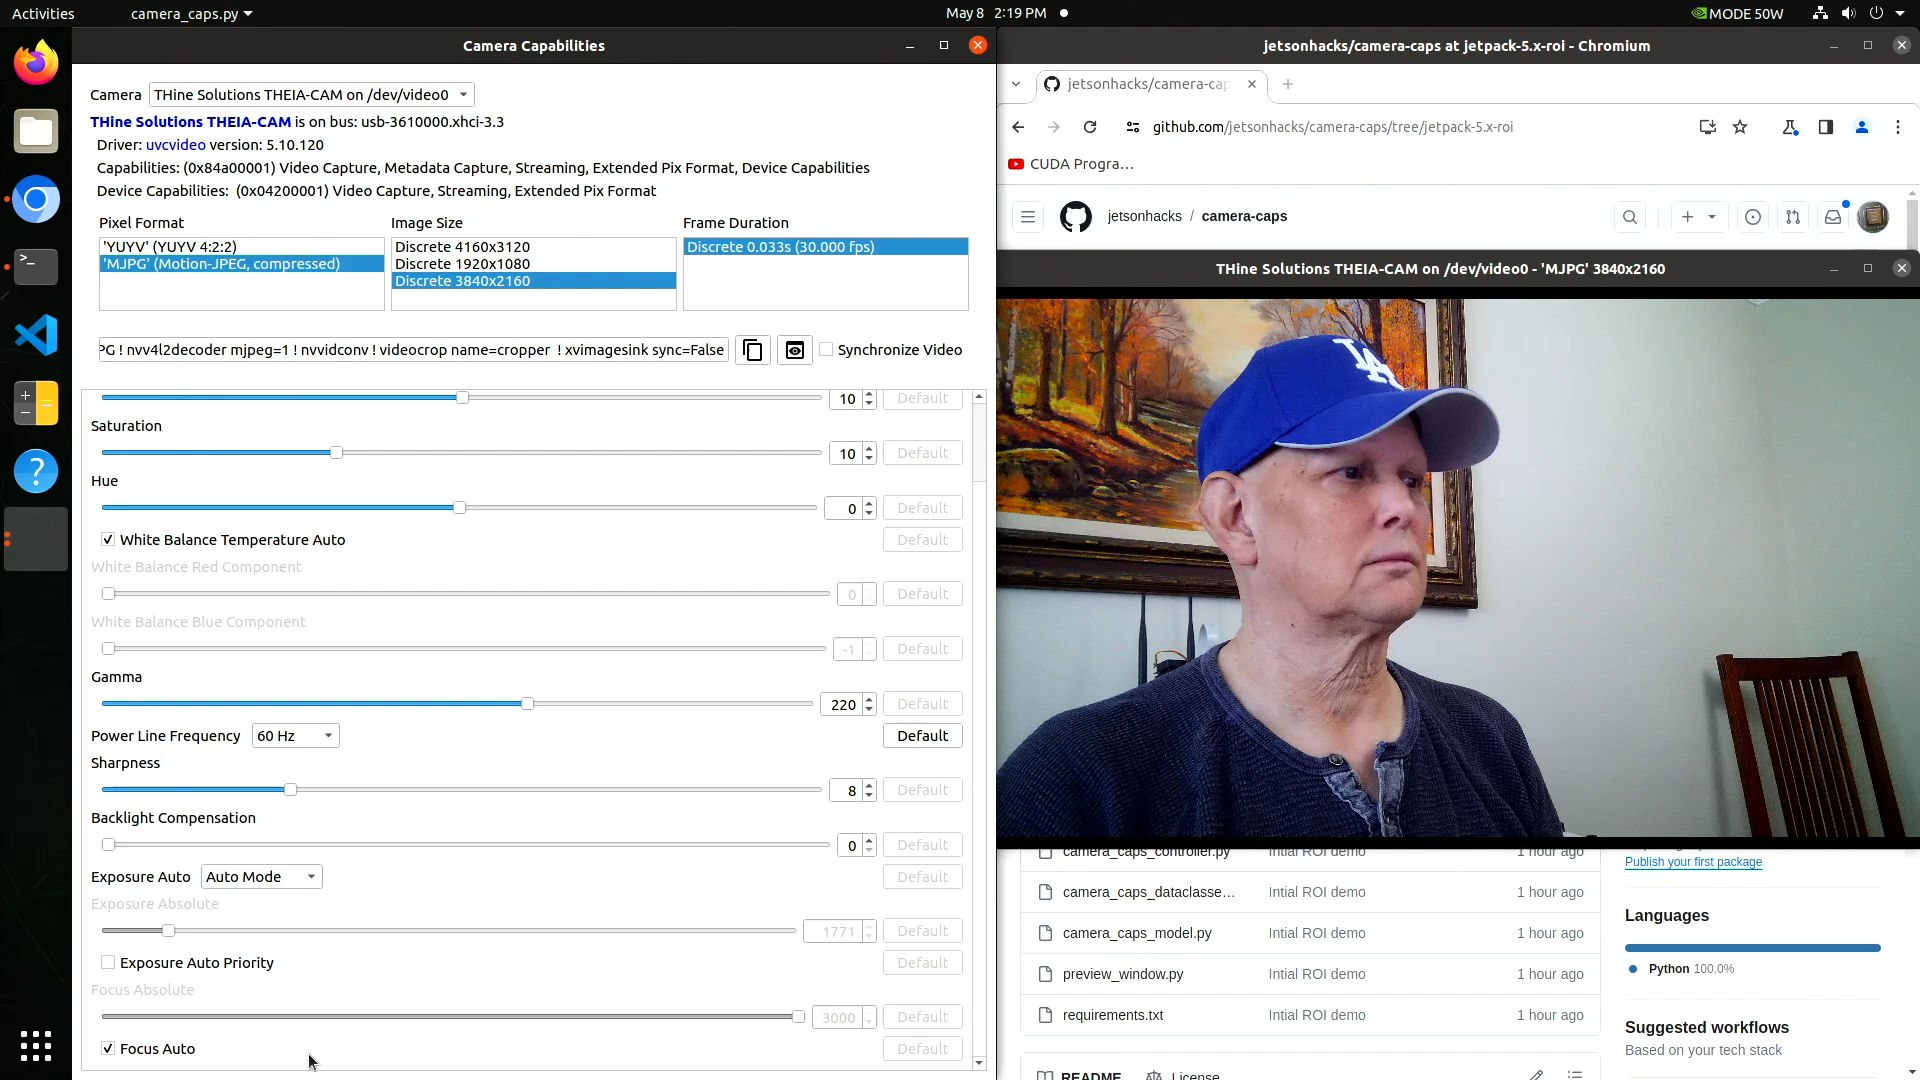 Activities
camera_caps.py
May 8 2:19 PM
MODE 50W
Camera Capabilities
Camera
THine Solutions THEIA-CAM on /dev/video0
THine Solutions THEIA-CAM is on bus: usb-3610000.xhci-3.3
Driver: uvcvideo version: 5.10.120
Capabilities: (0x84a00001) Video Capture, Metadata Capture, Streaming, Extended Pix Format, Device Capabilities
Device Capabilities: (0x04200001) Video Capture, Streaming, Extended Pix Format
Pixel Format
Image Size
Frame Duration
'YUYV' (YUYV 4:2:2)
'MJPG' (Motion-JPEG, compressed)
Discrete 4160x3120
Discrete 1920x1080
Discrete 3840x2160
Discrete 0.033s (30.000 fps)
PG ! nvv4l2decoder mjpeg=1 ! nvvidconv ! videocrop name=cropper ! xvimagesink sync=False
Synchronize Video
10 Default
Saturation
10 Default
Hue
0 Default
White Balance Temperature Auto Default
White Balance Red Component
0 Default
White Balance Blue Component
-1 Default
Gamma
220 Default
Power Line Frequency 60 Hz Default
Sharpness
8 Default
Backlight Compensation
0 Default
Exposure Auto Auto Mode Default
Exposure Absolute
1771 Default
Exposure Auto Priority Default
Focus Absolute
3000 Default
Focus Auto Default
jetsonhacks/camera-caps at jetpack-5.x-roi - Chromium
jetsonhacks/camera-cap
github.com/jetsonhacks/camera-caps/tree/jetpack-5.x-roi
CUDA Progra…
jetsonhacks / camera-caps
THine Solutions THEIA-CAM on /dev/video0 - 'MJPG' 3840x2160
LA
camera_caps_controller.py Intial ROI demo 1 hour ago
camera_caps_dataclasse… Intial ROI demo 1 hour ago
camera_caps_model.py Intial ROI demo 1 hour ago
preview_window.py Intial ROI demo 1 hour ago
requirements.txt Intial ROI demo 1 hour ago
README License
Publish your first package
Languages
Python 100.0%
Suggested workflows
Based on your tech stack